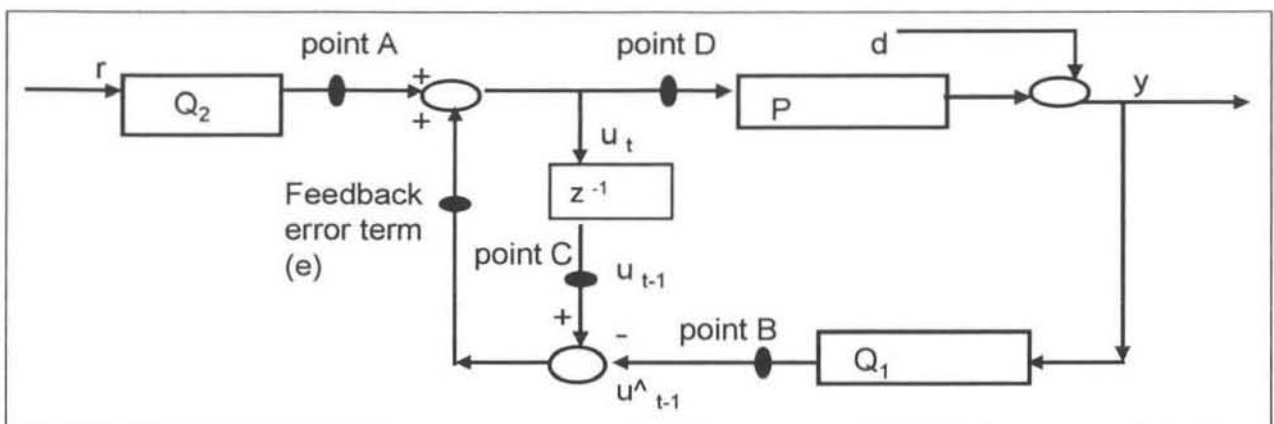 point A
point D
d
r
y
Q₂
+
+
P
u t
z -1
Feedback
error term
(e)
point C
u t-1
+
-
point B
Q₁
u^ t-1